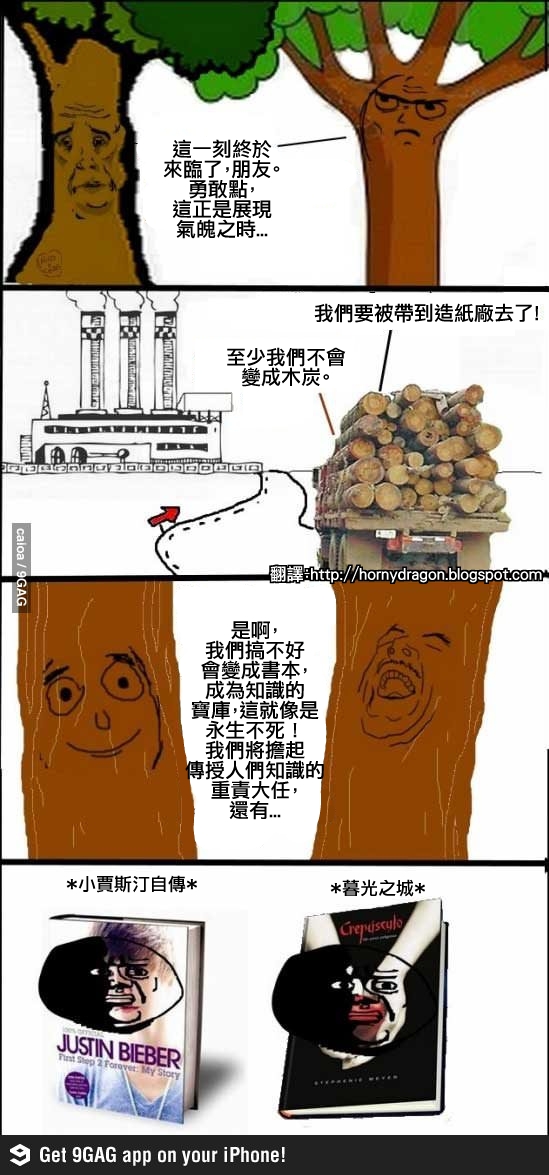 這一刻終於
來臨了，朋友。
勇敢點，
這正是展現
氣魄之時...
我們要被帶到造紙廠去了!
至少我們不會
變成木炭。
翻譯:http://hornydragon.blogspot.com
caioa / 9GAG
是啊，
我們搞不好
會變成書本，
成為知識的
寶庫，這就像是
永生不死！
我們將擔起
傳授人們知識的
重責大任，
還有...
*小賈斯汀自傳*
*暮光之城*
100% OFFICIAL
JUSTIN BIEBER
First Step 2 Forever: My Story
Crepúsculo
STEPHENIE MEYER
Get 9GAG app on your iPhone!